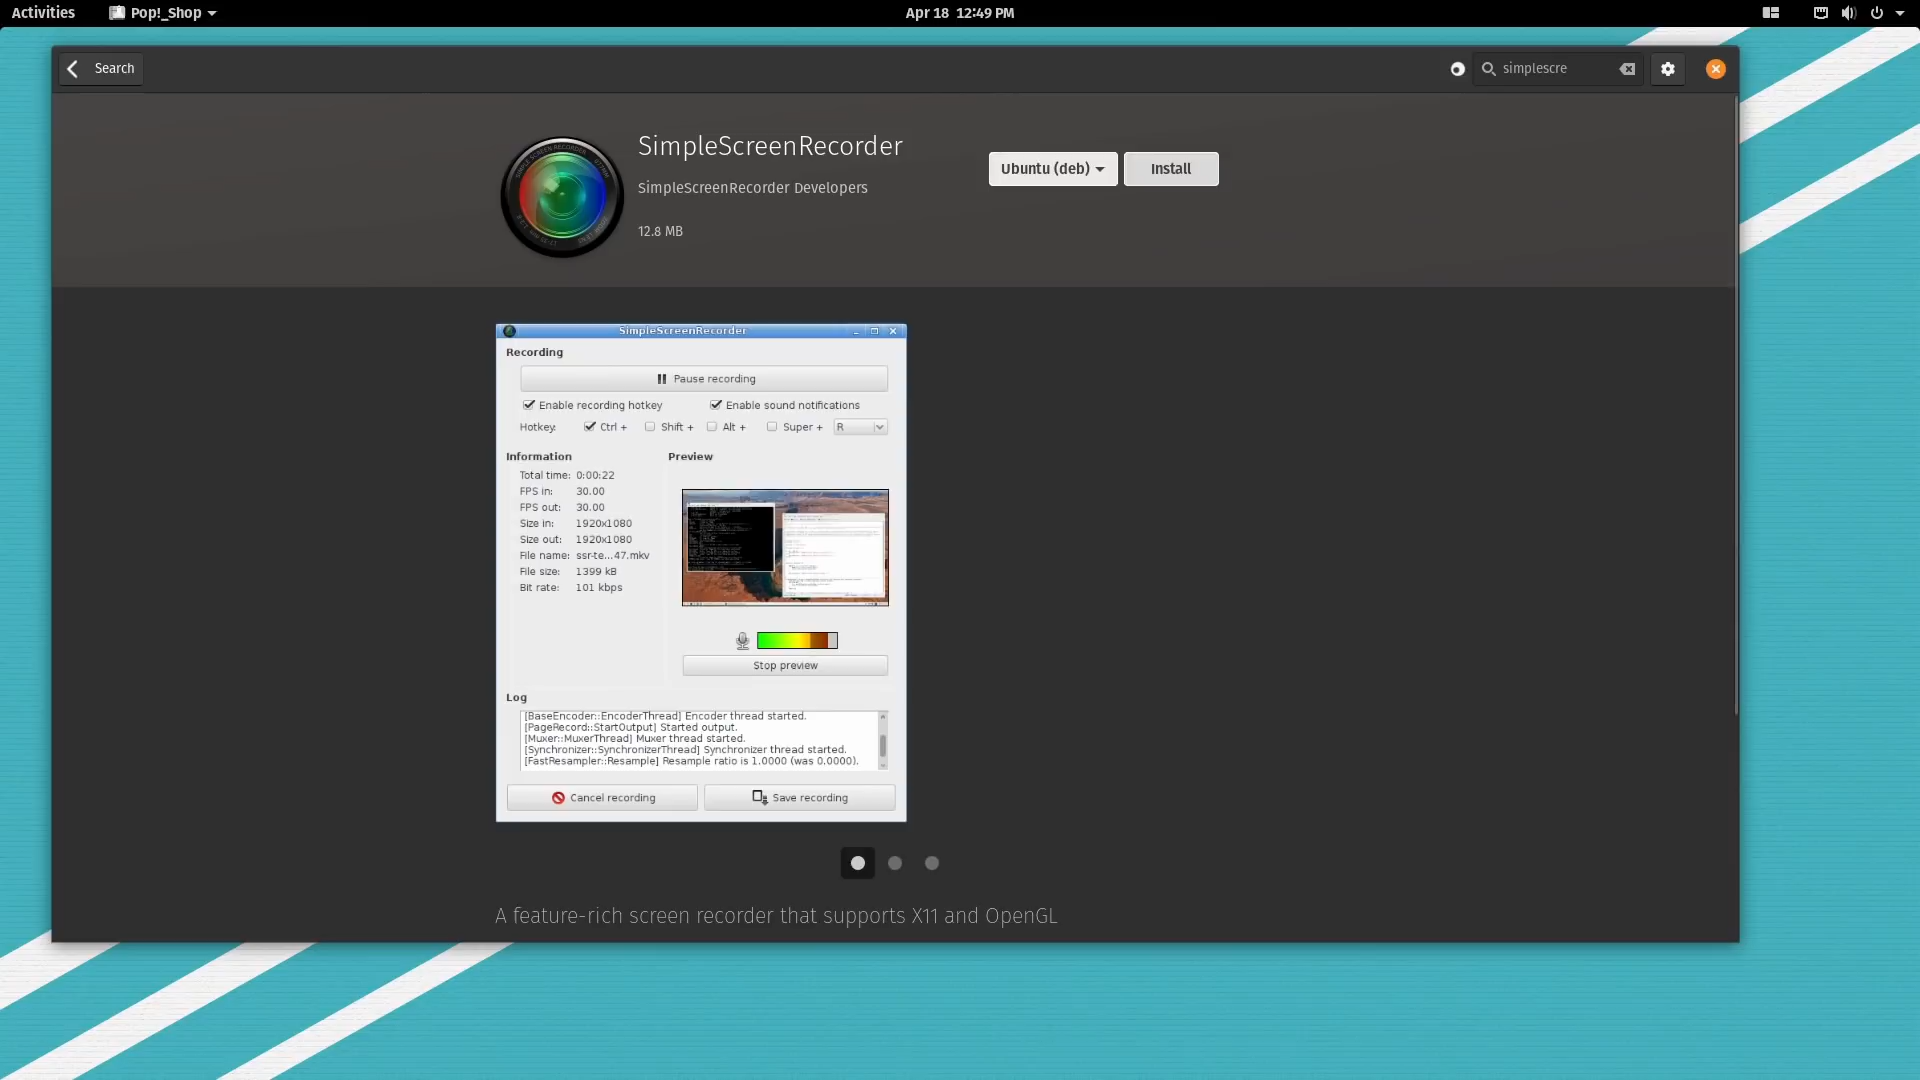 Activities
Pop!_Shop
Apr 18 12:49 PM
Search
simplescre
SimpleScreenRecorder
SimpleScreenRecorder Developers
12.8 MB
Ubuntu (deb)
Install
SimpleScreenRecorder
Recording
Pause recording
Enable recording hotkey
Enable sound notifications
Hotkey: Ctrl + Shift + Alt + Super + R
Information
Total time: 0:00:22
FPS in: 30.00
FPS out: 30.00
Size in: 1920x1080
Size out: 1920x1080
File name: ssr-te...47.mkv
File size: 1399 kB
Bit rate: 101 kbps
Preview
Stop preview
Log
[BaseEncoder::EncoderThread] Encoder thread started.
[PageRecord::StartOutput] Started output.
[Muxer::MuxerThread] Muxer thread started.
[Synchronizer::SynchronizerThread] Synchronizer thread started.
[FastResampler::Resample] Resample ratio is 1.0000 (was 0.0000).
Cancel recording
Save recording
A feature-rich screen recorder that supports X11 and OpenGL